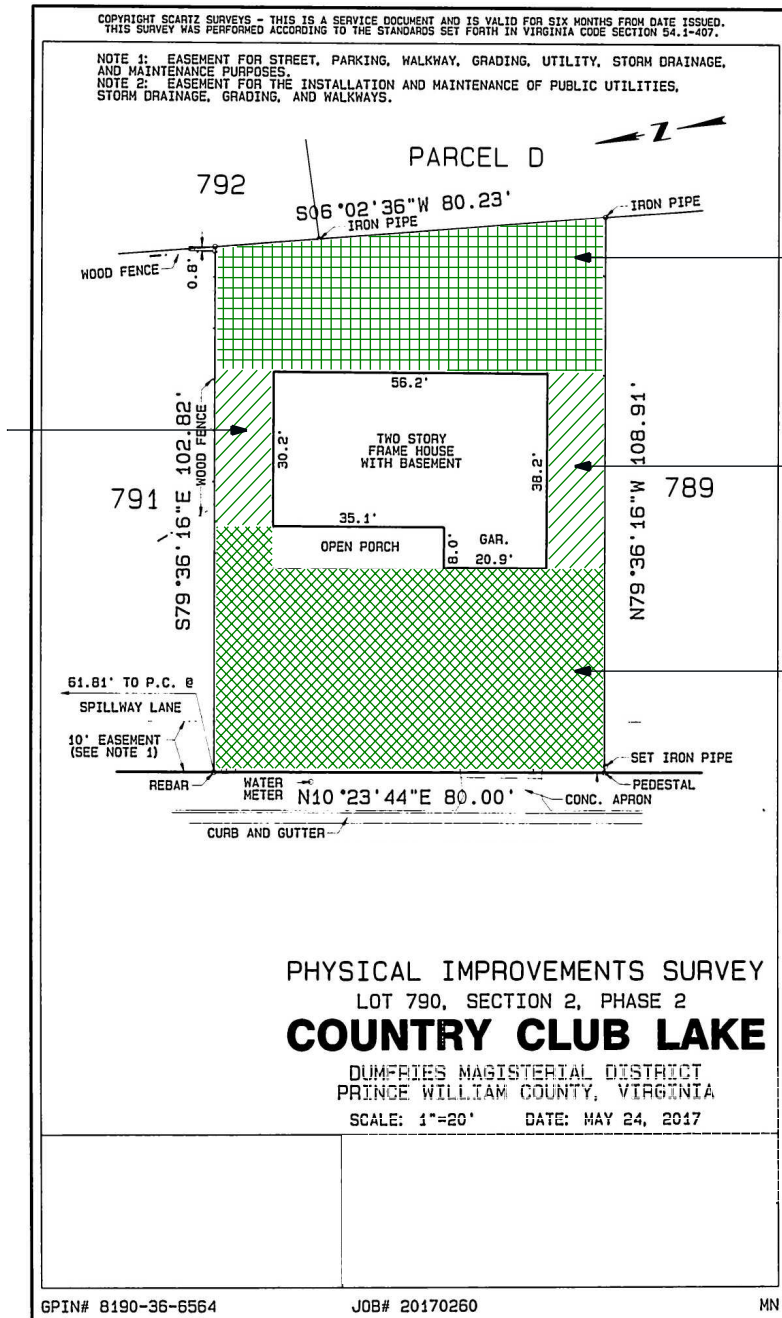 COPYRIGHT SCARTZ SURVEYS - THIS IS A SERVICE DOCUMENT AND IS VALID FOR SIX MONTHS FROM DATE ISSUED.
THIS SURVEY WAS PERFORMED ACCORDING TO THE STANDARDS SET FORTH IN VIRGINIA CODE SECTION 54.1-407.
NOTE 1: EASEMENT FOR STREET, PARKING, WALKWAY, GRADING, UTILITY, STORM DRAINAGE,
AND MAINTENANCE PURPOSES.
NOTE 2: EASEMENT FOR THE INSTALLATION AND MAINTENANCE OF PUBLIC UTILITIES,
STORM DRAINAGE, GRADING, AND WALKWAYS.
Z
PARCEL D
792
S06°02'36"W 80.23'
IRON PIPE
IRON PIPE
WOOD FENCE
0.8'
56.2'
S79°36'16"E 102.82'
WOOD FENCE
30.2'
TWO STORY
FRAME HOUSE
WITH BASEMENT
38.2'
N79°36'16"W 108.91'
791
789
35.1'
OPEN PORCH
8.0'
GAR.
20.9'
61.81' TO P.C. @
SPILLWAY LANE
10' EASEMENT
(SEE NOTE 1)
SET IRON PIPE
REBAR
WATER
METER
N10°23'44"E 80.00'
CONC. APRON
PEDESTAL
CURB AND GUTTER
PHYSICAL IMPROVEMENTS SURVEY
LOT 790, SECTION 2, PHASE 2
COUNTRY CLUB LAKE
DUMFRIES MAGISTERIAL DISTRICT
PRINCE WILLIAM COUNTY, VIRGINIA
SCALE: 1"=20' DATE: MAY 24, 2017
GPIN# 8190-36-6564 JOB# 20170260 MN